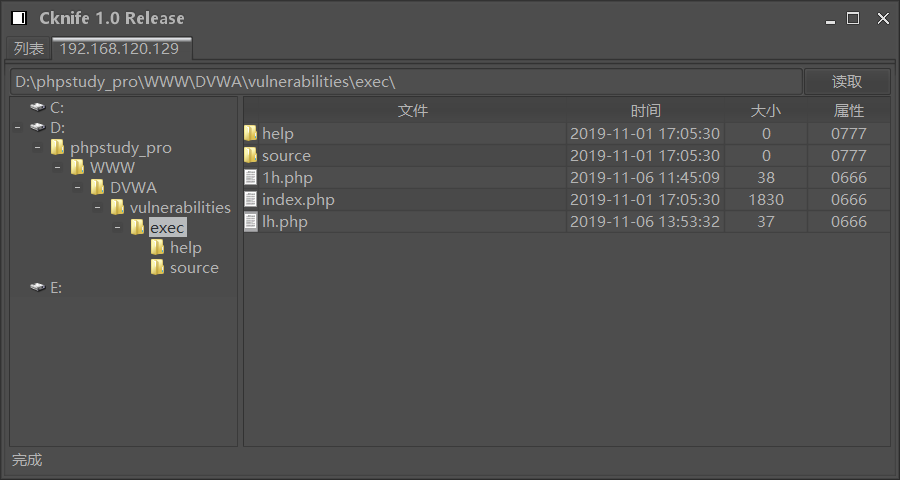 Cknife 1.0 Release
列表 192.168.120.129
D:\phpstudy_pro\WWW\DVWA\vulnerabilities\exec\ 读取
C:
D:
phpstudy_pro
WWW
DVWA
vulnerabilities
exec
help
source
E:
文件 时间 大小 属性
help 2019-11-01 17:05:30 0 0777
source 2019-11-01 17:05:30 0 0777
1h.php 2019-11-06 11:45:09 38 0666
index.php 2019-11-01 17:05:30 1830 0666
lh.php 2019-11-06 13:53:32 37 0666
完成